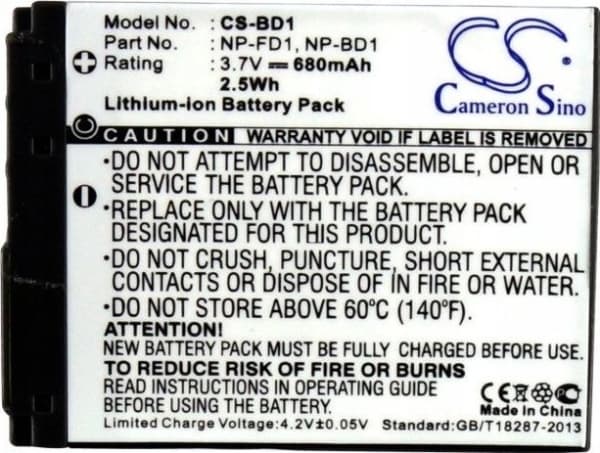 Model No. : CS-BD1
Part No. : NP-FD1, NP-BD1
Rating : 3.7V 680mAh
2.5Wh
Lithium-ion Battery Pack
CS
Cameron Sino
CAUTION WARRANTY VOID IF LABEL IS REMOVED
·DO NOT ATTEMPT TO DISASSEMBLE, OPEN OR
SERVICE THE BATTERY PACK.
·REPLACE ONLY WITH THE BATTERY PACK
DESIGNATED FOR THIS PRODUCT.
·DO NOT CRUSH, PUNCTURE, SHORT EXTERNAL
CONTACTS OR DISPOSE OF IN FIRE OR WATER.
·DO NOT STORE ABOVE 60°C (140°F).
ATTENTION!
NEW BATTERY PACK MUST BE FULLY CHARGED BEFORE USE.
TO REDUCE RISK OF FIRE OR BURNS
READ INSTRUCTIONS IN OPERATING GUIDE
BEFORE USING THE BATTERY PACK.
CE
Made in China
Limited Charge Voltage:4.2V±0.05V Standard:GB/T18287-2013